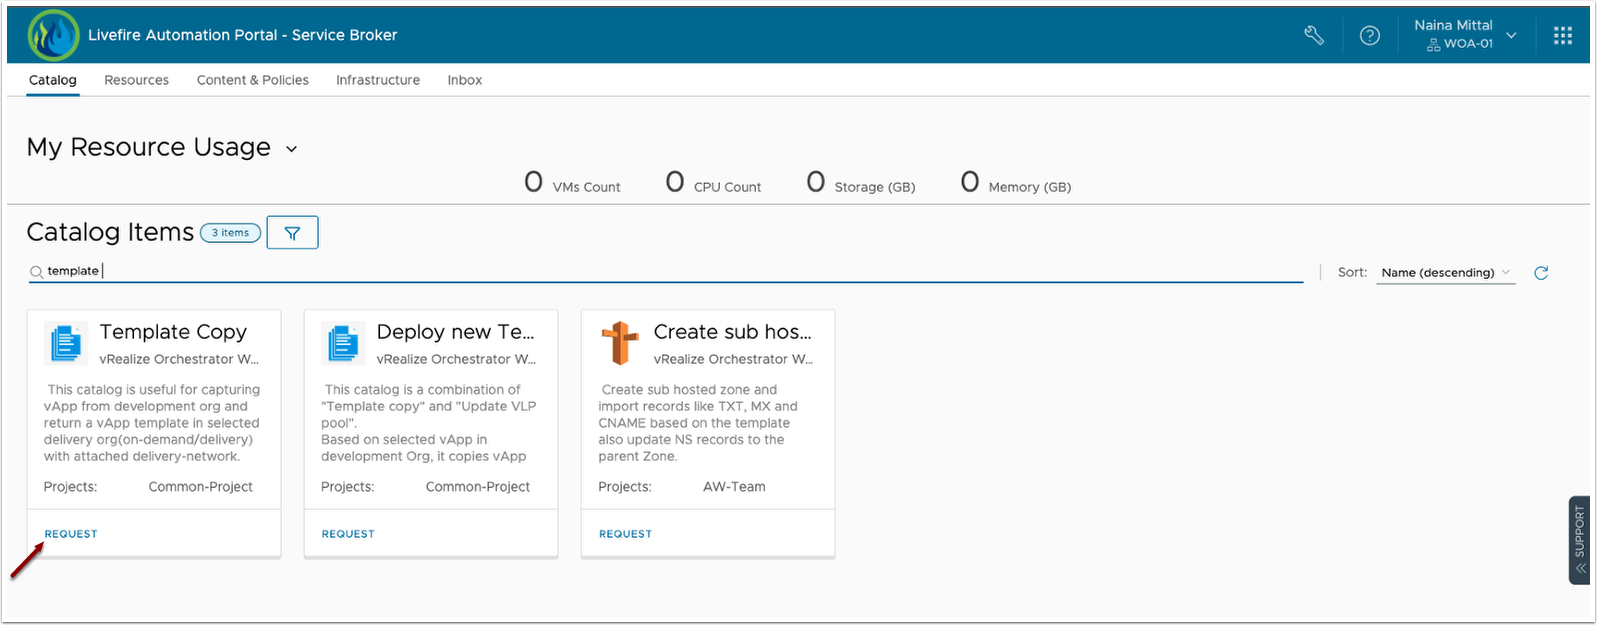 Livefire Automation Portal - Service Broker
Naina Mittal
WOA-01
Catalog Resources Content & Policies Infrastructure Inbox
My Resource Usage
0 VMs Count 0 CPU Count 0 Storage (GB) 0 Memory (GB)
Catalog Items 3 items
template
Sort: Name (descending)
Template Copy
vRealize Orchestrator W...
This catalog is useful for capturing
vApp from development org and
return a vApp template in selected
delivery org(on-demand/delivery)
with attached delivery-network.
Projects: Common-Project
REQUEST
Deploy new Te...
vRealize Orchestrator W...
This catalog is a combination of
"Template copy" and "Update VLP
pool".
Based on selected vApp in
development Org, it copies vApp
Projects: Common-Project
REQUEST
Create sub hos...
vRealize Orchestrator W...
Create sub hosted zone and
import records like TXT, MX and
CNAME based on the template
also update NS records to the
parent Zone.
Projects: AW-Team
REQUEST
SUPPORT